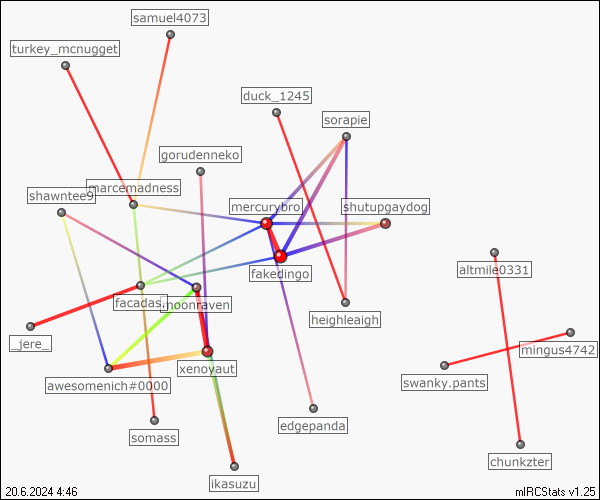 samuel4073
turkey_mcnugget
duck_1245
sorapie
gorudenneko
marcemadness
shawntee9
mercurybro
shutupgaydog
altmile0331
fakedingo
facadas.
.moonraven
heighleaigh
_jere_
mingus4742
xenoyaut
awesomenich#0000
swanky.pants
edgepanda
somass
chunkzter
ikasuzu
20.6.2024 4:46
mIRCStats v1.25